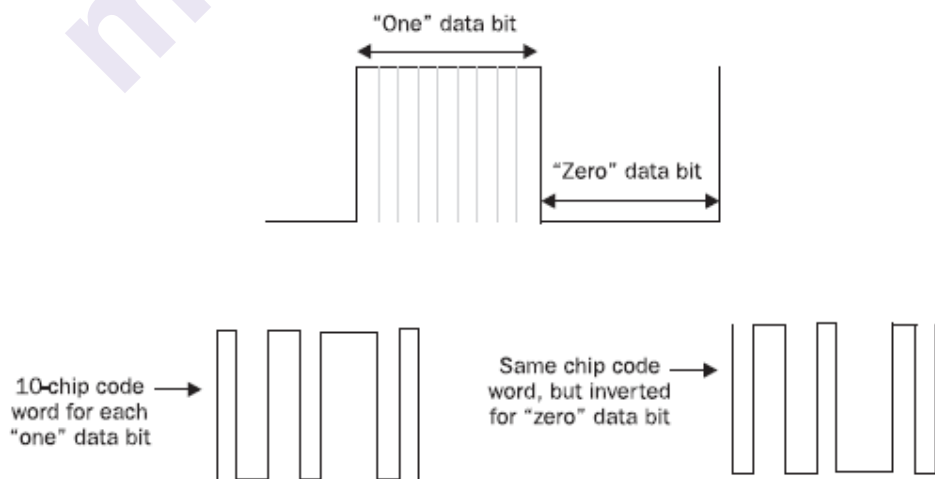 m
“One” data bit
“Zero” data bit
10-chip code
word for each
“one” data bit
Same chip code
word, but inverted
for “zero” data bit